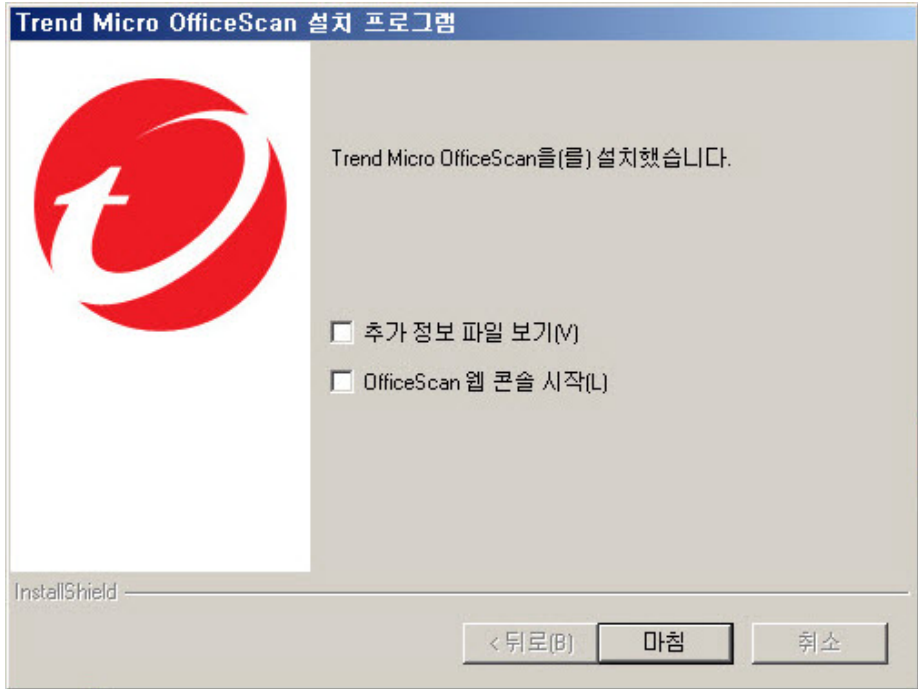 Trend Micro OfficeScan 설치 프로그램
Trend Micro OfficeScan을(를) 설치했습니다.
추가 정보 파일 보기(V)
OfficeScan 웹 콘솔 시작(L)
InstallShield
< 뒤로(B)
마침
취소